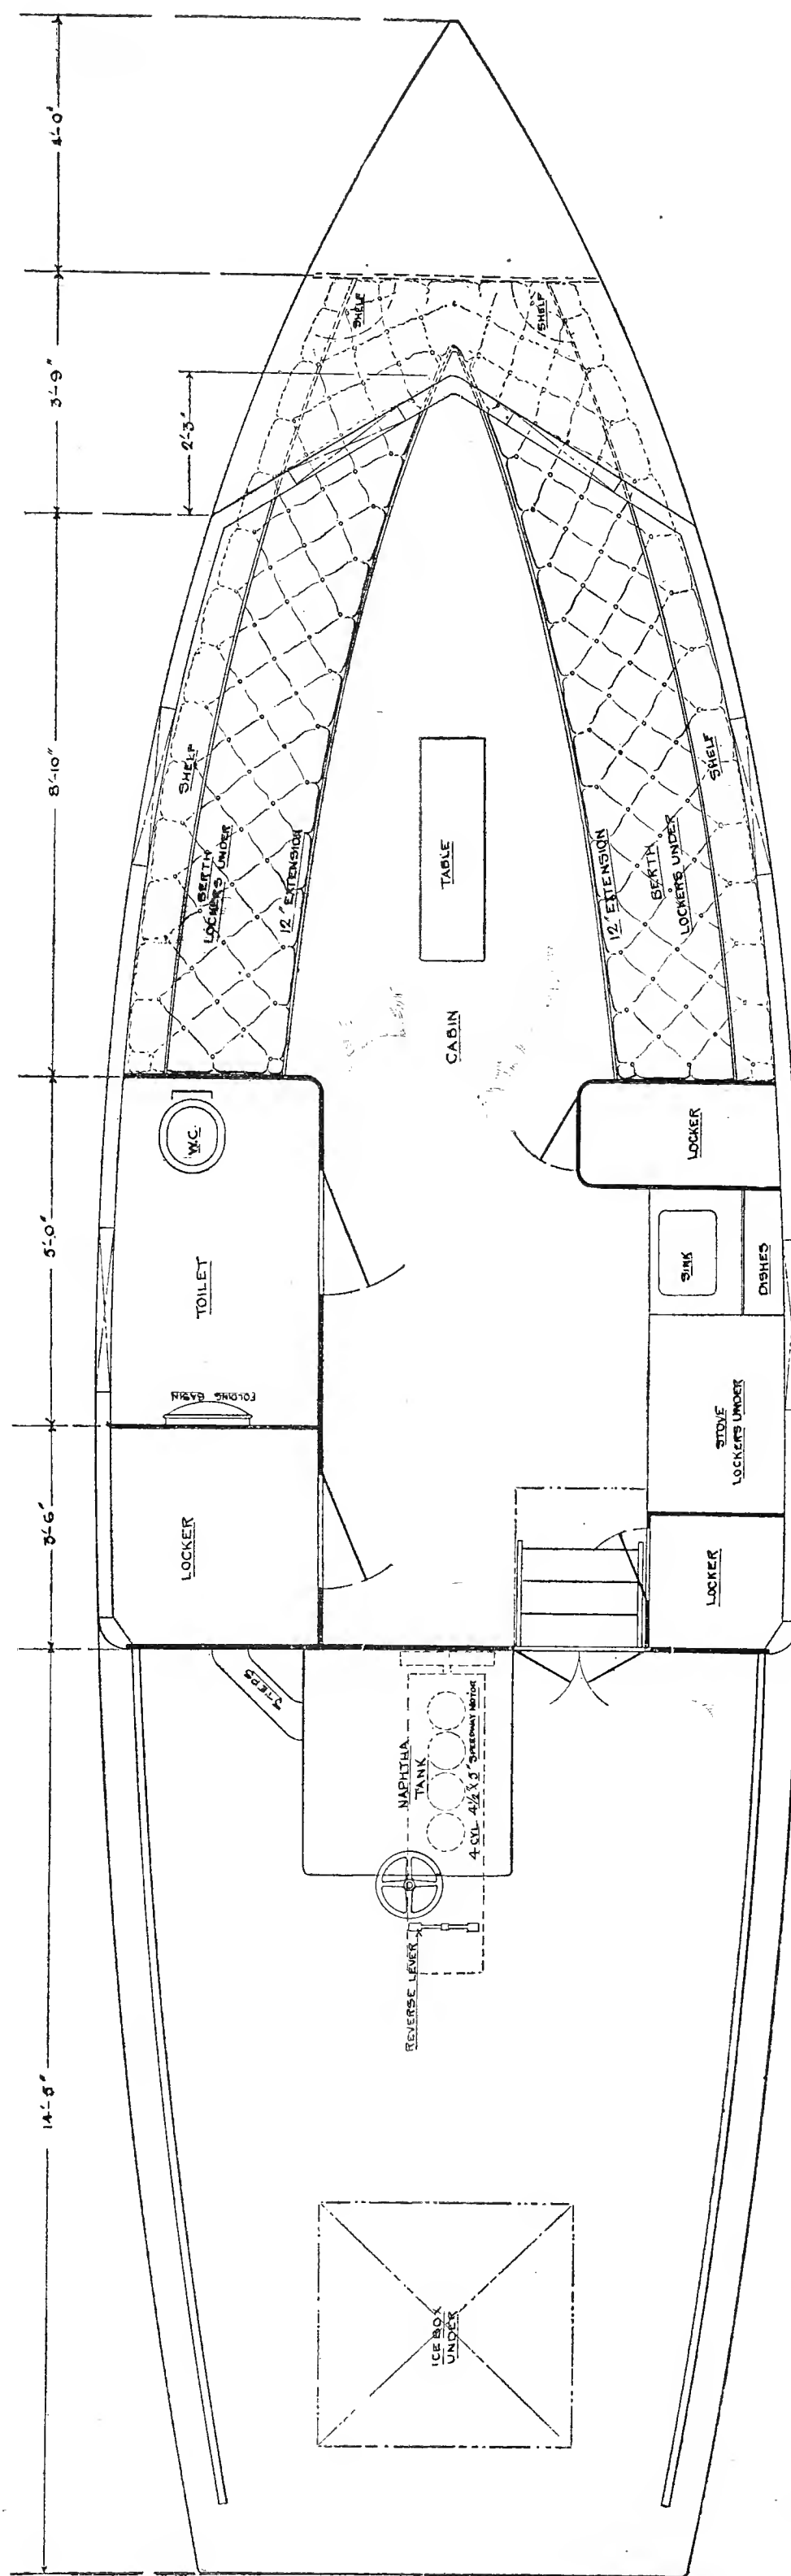 4'-0"
3'-9"
2'-3"
8'-10"
5'-0"
3'-6"
SHELF
SHELF
SHELF
SHELF
BERTH
LOCKERS UNDER
12" EXTENSION
TABLE
12" EXTENSION
BERTH
LOCKERS UNDER
CABIN
W.C.
TOILET
FOLDING BASIN
LOCKER
LOCKER
SINK
DISHES
STOVE
LOCKERS UNDER
LOCKER
STEPS
NAPHTHA
TANK
4 CYL 4½ X 5" SPEEDWAY MOTOR
REVERSE LEVER
ICE BOX
UNDER